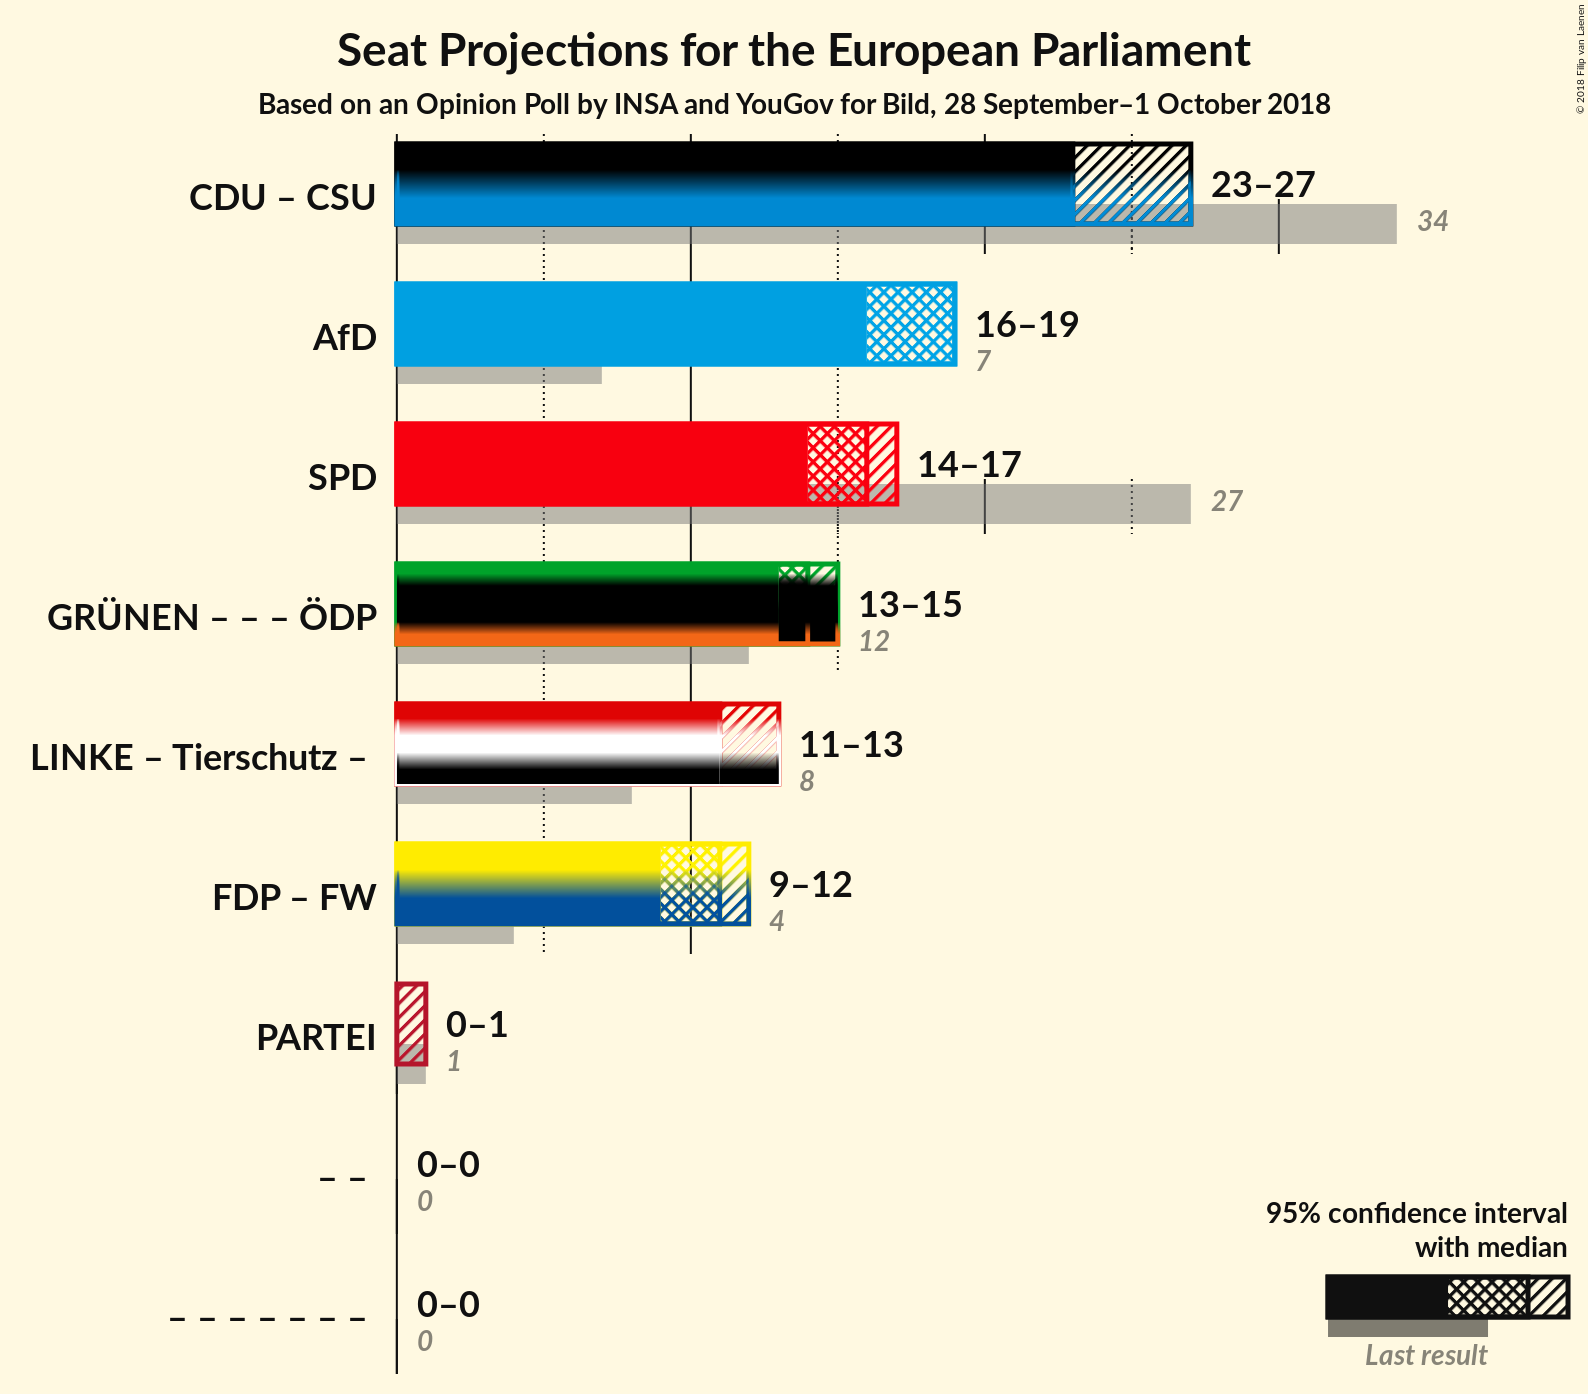 Seat Projections for the European Parliament
Based on an Opinion Poll by INSA and YouGov for Bild, 28 September–1 October 2018
© 2018 Filip van Laenen
CDU – CSU
23–27
34
AfD
16–19
7
SPD
14–17
27
GRÜNEN – – – ÖDP
13–15
12
LINKE – Tierschutz –
11–13
8
FDP – FW
9–12
4
PARTEI
0–1
1
– –
0–0
0
– – – – – – –
0–0
0
95% confidence interval
with median
Last result